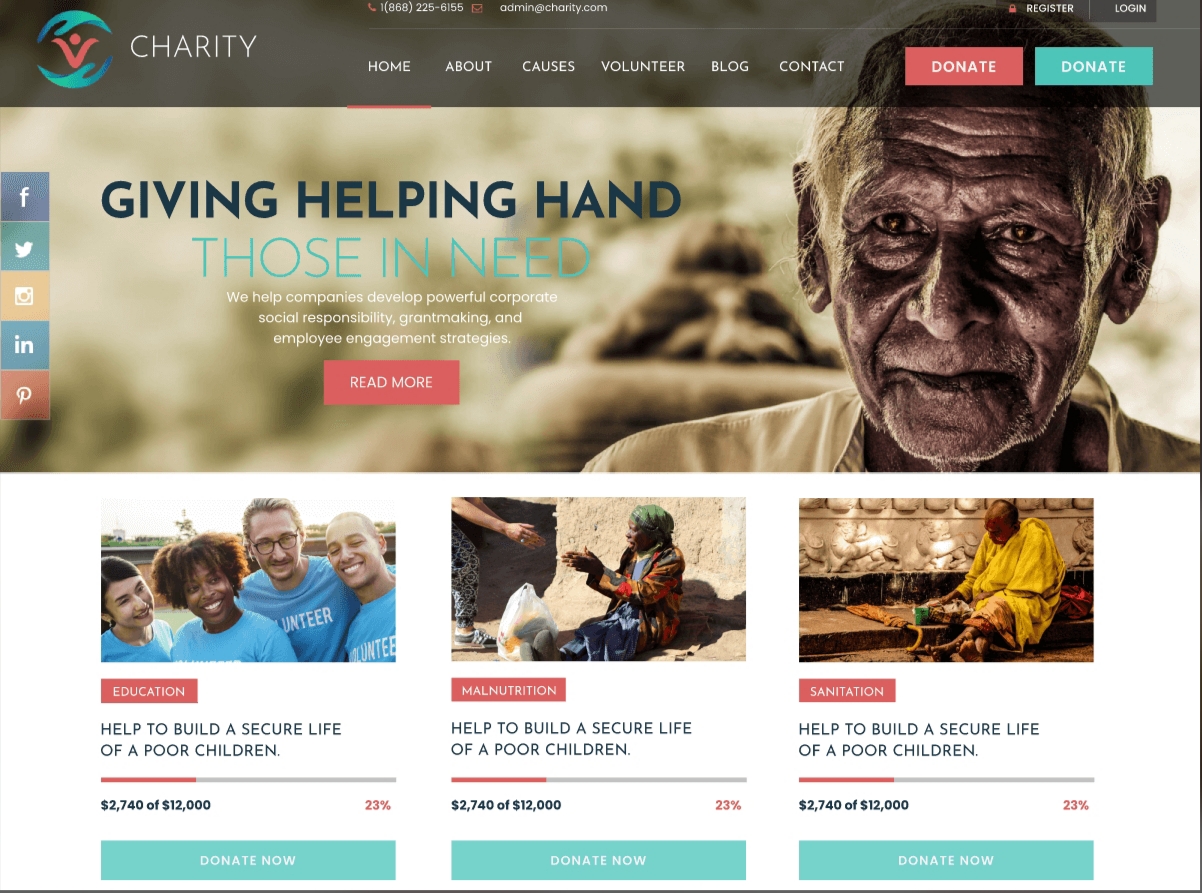 1(868) 225-6155 admin@charity.com REGISTER LOGIN
CHARITY
HOME ABOUT CAUSES VOLUNTEER BLOG CONTACT DONATE DONATE
GIVING HELPING HAND
THOSE IN NEED
We help companies develop powerful corporate
social responsibility, grantmaking, and
employee engagement strategies.
READ MORE
f
in
UNTEER
VOLUNTEER
VOLUNTEE
EDUCATION MALNUTRITION SANITATION
HELP TO BUILD A SECURE LIFE
OF A POOR CHILDREN.
HELP TO BUILD A SECURE LIFE
OF A POOR CHILDREN.
HELP TO BUILD A SECURE LIFE
OF A POOR CHILDREN.
$2,740 of $12,000 23%
$2,740 of $12,000 23%
$2,740 of $12,000 23%
DONATE NOW DONATE NOW DONATE NOW